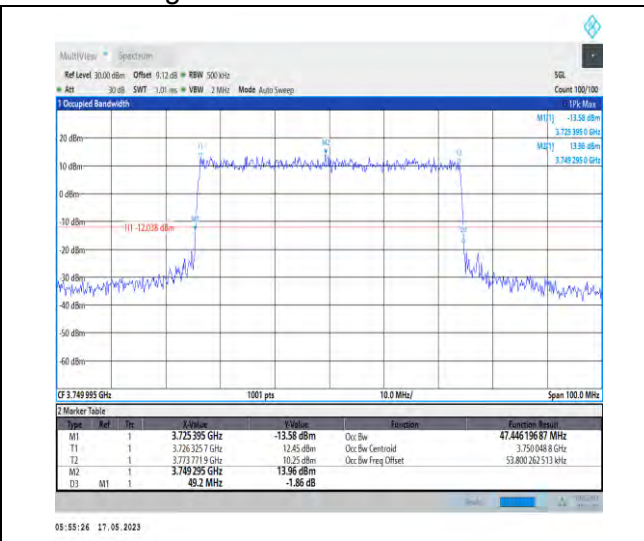 MultiView Spectrum
Ref Level 30.00 dBm Offset 9.12 dB RBW 500 kHz SGL
Att 30 dB SWT 1.01 ms VBW 2 MHz Mode Auto Sweep Count 100/100
1 Occupied Bandwidth 1Pk Max
M1[1] -13.58 dBm
3.725 395 0 GHz
M2[1] 13.96 dBm
3.749 295 0 GHz
20 dBm
10 dBm
0 dBm
-10 dBm
H1 -12.038 dBm
-20 dBm
-30 dBm
-40 dBm
-50 dBm
-60 dBm
M2
M1
CF 3.749 995 GHz 1001 pts 10.0 MHz/ Span 100.0 MHz
2 Marker Table
Type Ref Trc X-Value Y-Value Function Function Result
M1 1 3.725 395 GHz -13.58 dBm Occ Bw 47.446 196 87 MHz
T1 1 3.726 325 7 GHz 12.45 dBm Occ Bw Centroid 3.750 048 8 GHz
T2 1 3.773 771 9 GHz 10.25 dBm Occ Bw Freq Offset 53.800 262 513 kHz
M2 1 3.749 295 GHz 13.96 dBm
D3 M1 1 49.2 MHz -1.86 dB
05:55:26 17.05.2023